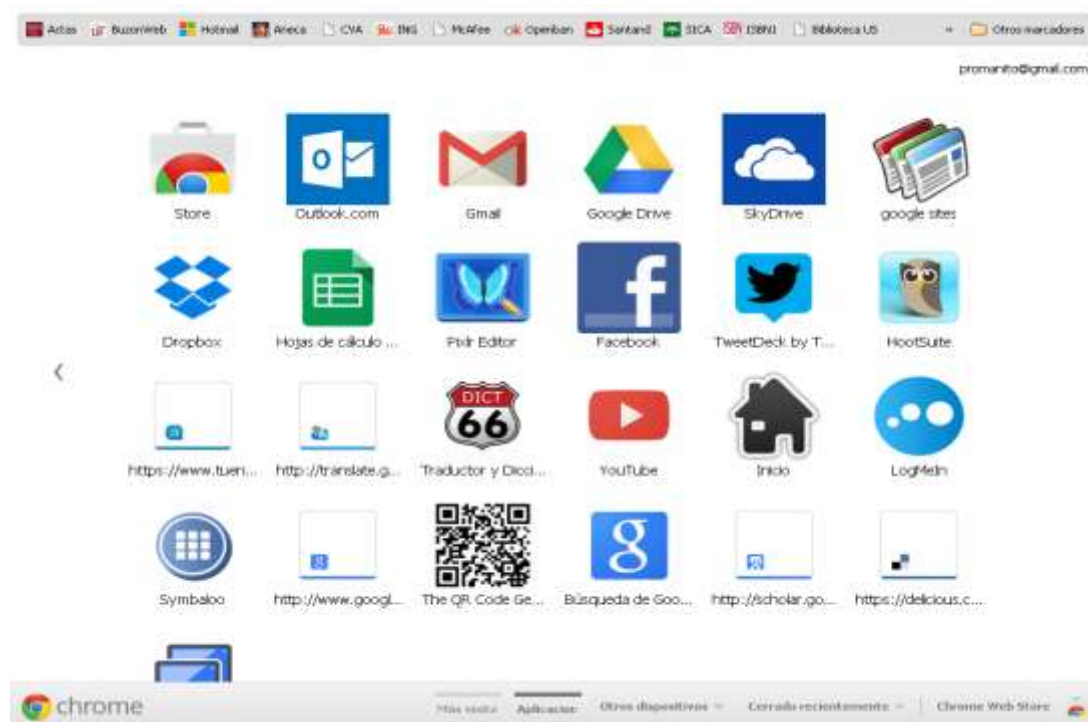 Actas BuzonWeb Hotmail Aneca CVA ING McAfee Openban Santand SICA ISBN Biblioteca US » Otros marcadores
promanito@gmail.com
Store Outlook.com Gmail Google Drive SkyDrive google sites
Dropbox Hojas de cálculo ... Pixlr Editor Facebook TweetDeck by T... HootSuite
https://www.tuen... http://translate.g... DICT 66 Traductor y Dicci... YouTube Inicio LogMeIn
Symbaloo http://www.googl... The QR Code Ge... Búsqueda de Goo... http://scholar.go... https://delicious.c...
chrome Más visita Aplicacion Otros dispositivos Cerrado recientemente Chrome Web Store